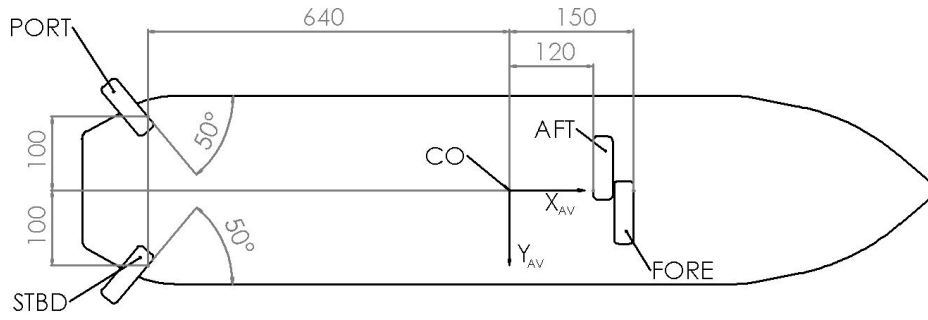 640
150
PORT
120
AFT
50°
100
CO
X_AV
100
50°
Y_AV
FORE
STBD